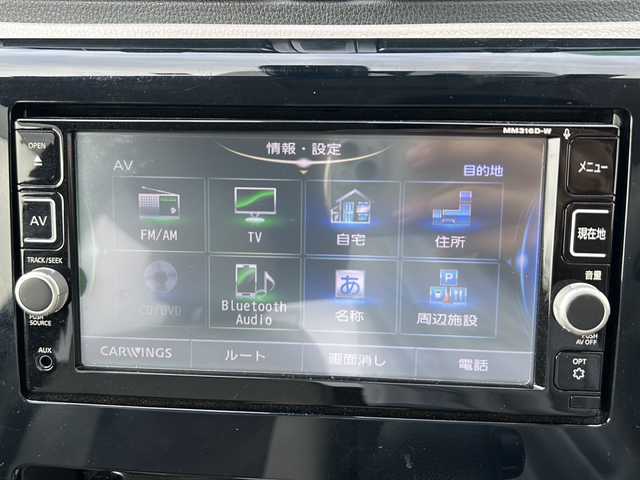 MM316D-W
OPEN
情報・設定
メニュー
AV
目的地
AV
FM/AM
TV
自宅
住所
現在地
TRACK/SEEK
音量
CD/DVD
Bluetooth
Audio
あ
名称
P
周辺施設
PUSH
SOURCE
PUSH
AV OFF
AUX
CARWINGS
ルート
画面消し
電話
OPT